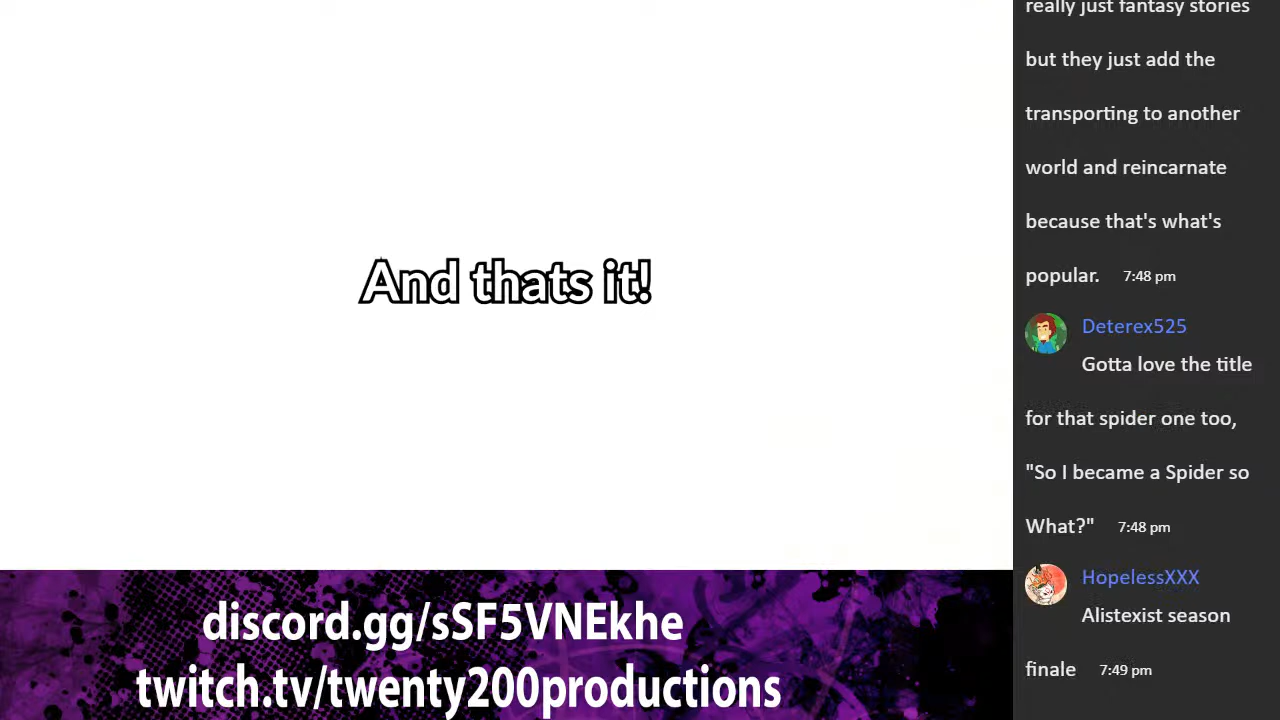 And thats it!
discord.gg/sSF5VNEkhe
twitch.tv/twenty200productions
really just fantasy stories
but they just add the
transporting to another
world and reincarnate
because that's what's
popular. 7:48 pm
Deterex525
Gotta love the title
for that spider one too,
"So I became a Spider so
What?" 7:48 pm
HopelessXXX
Alistexist season
finale 7:49 pm